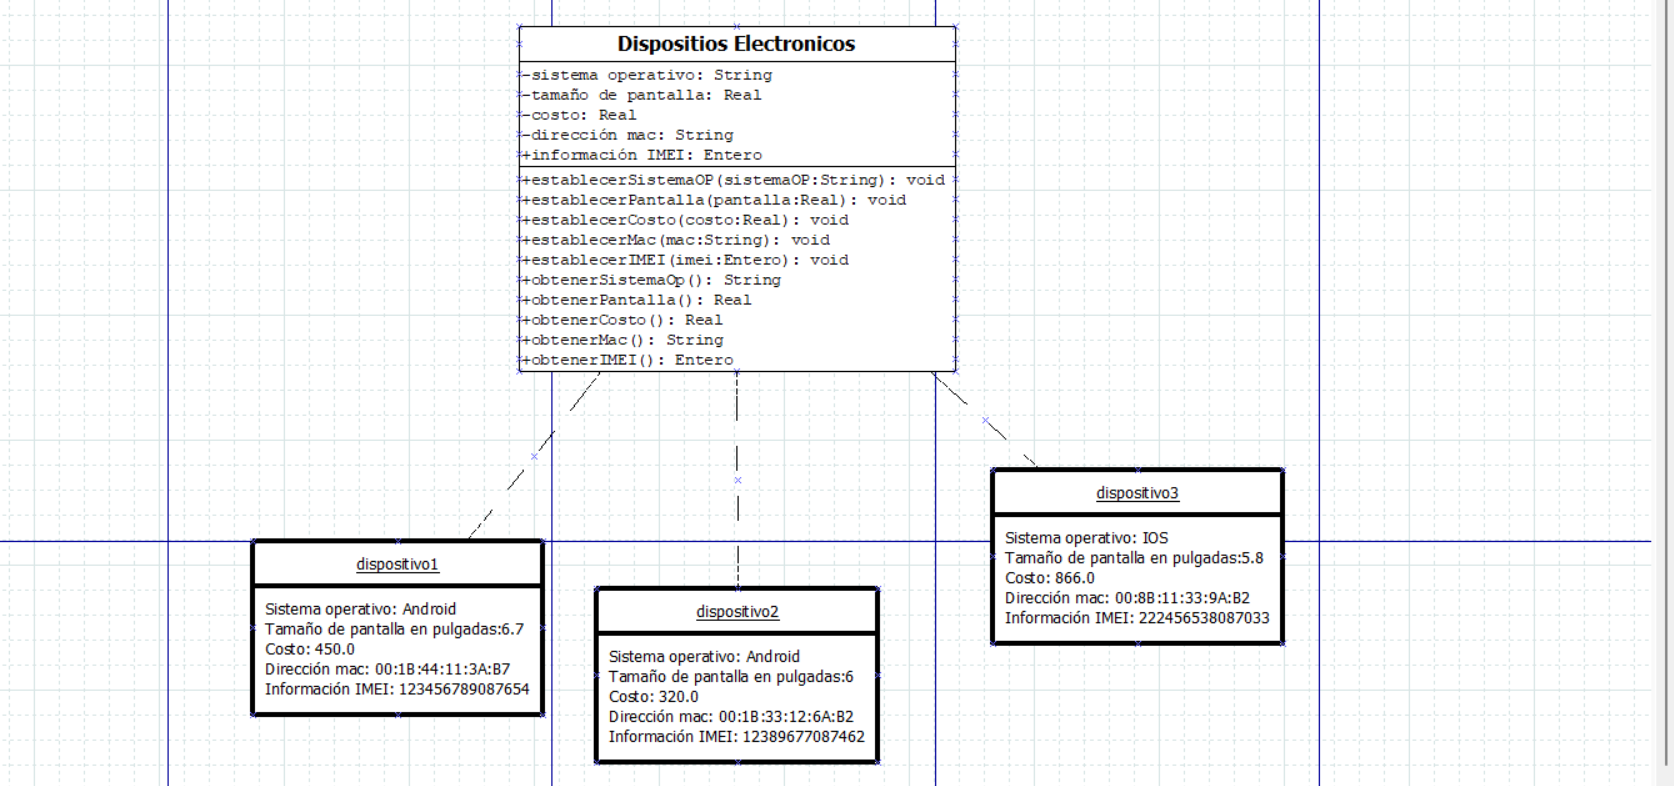 Dispositios Electronicos
-sistema operativo: String
-tamaño de pantalla: Real
-costo: Real
-dirección mac: String
+información IMEI: Entero
+establecerSistemaOP(sistemaOP:String): void
+establecerPantalla(pantalla:Real): void
+establecerCosto(costo:Real): void
+establecerMac(mac:String): void
+establecerIMEI(imei:Entero): void
+obtenerSistemaOp(): String
+obtenerPantalla(): Real
+obtenerCosto(): Real
+obtenerMac(): String
+obtenerIMEI(): Entero
dispositivo1
Sistema operativo: Android
Tamaño de pantalla en pulgadas:6.7
Costo: 450.0
Dirección mac: 00:1B:44:11:3A:B7
Información IMEI: 123456789087654
dispositivo2
Sistema operativo: Android
Tamaño de pantalla en pulgadas:6
Costo: 320.0
Dirección mac: 00:1B:33:12:6A:B2
Información IMEI: 12389677087462
dispositivo3
Sistema operativo: IOS
Tamaño de pantalla en pulgadas:5.8
Costo: 866.0
Dirección mac: 00:8B:11:33:9A:B2
Información IMEI: 222456538087033